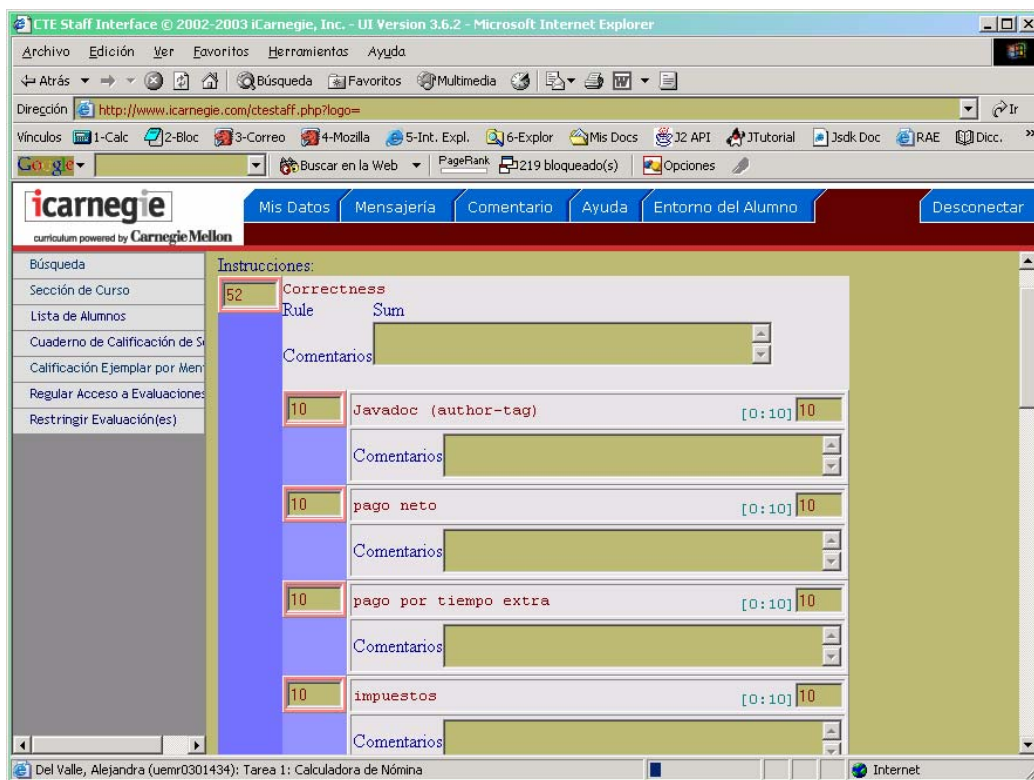 CTE Staff Interface © 2002-2003 iCarnegie, Inc. - UI Version 3.6.2 - Microsoft Internet Explorer
Archivo Edición Ver Favoritos Herramientas Ayuda
Atrás Búsqueda Favoritos Multimedia
Dirección http://www.icarnegie.com/ctestaff.php?logo= Ir
Vínculos 1-Calc 2-Bloc 3-Correo 4-Mozilla 5-Int. Expl. 6-Explor Mis Docs J2 API JTutorial Jsdk Doc RAE Dicc. »
Google Buscar en la Web PageRank 219 bloqueado(s) Opciones
icarnegie Mis Datos Mensajería Comentario Ayuda Entorno del Alumno Desconectar
curriculum powered by Carnegie Mellon
Búsqueda
Sección de Curso
Lista de Alumnos
Cuaderno de Calificación de S
Calificación Ejemplar por Men
Regular Acceso a Evaluaciones
Restringir Evaluación(es)
Instrucciones:
52 Correctness
Rule Sum
Comentarios
10 Javadoc (author-tag) [0:10] 10
Comentarios
10 pago neto [0:10] 10
Comentarios
10 pago por tiempo extra [0:10] 10
Comentarios
10 impuestos [0:10] 10
Comentarios
Del Valle, Alejandra (uemr0301434): Tarea 1: Calculadora de Nómina Internet